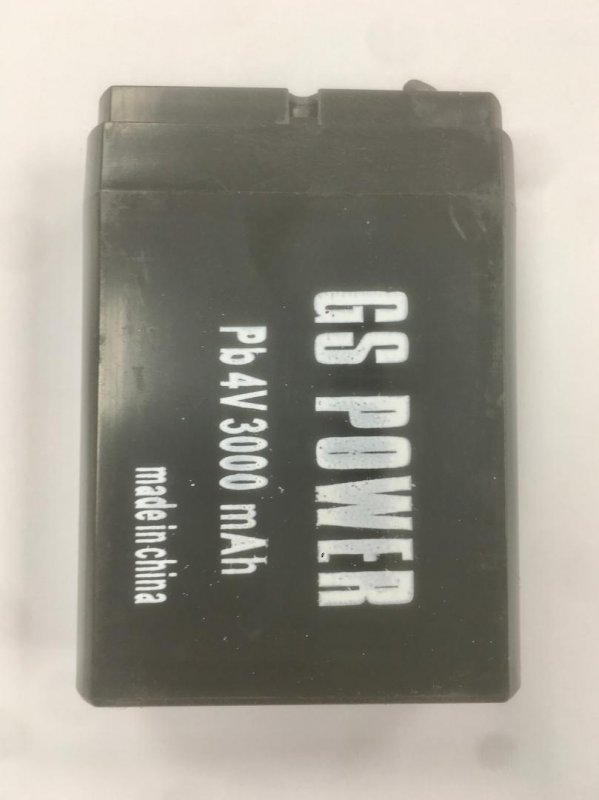 GS POWER
Pb 4V 3000 mAh
made in china